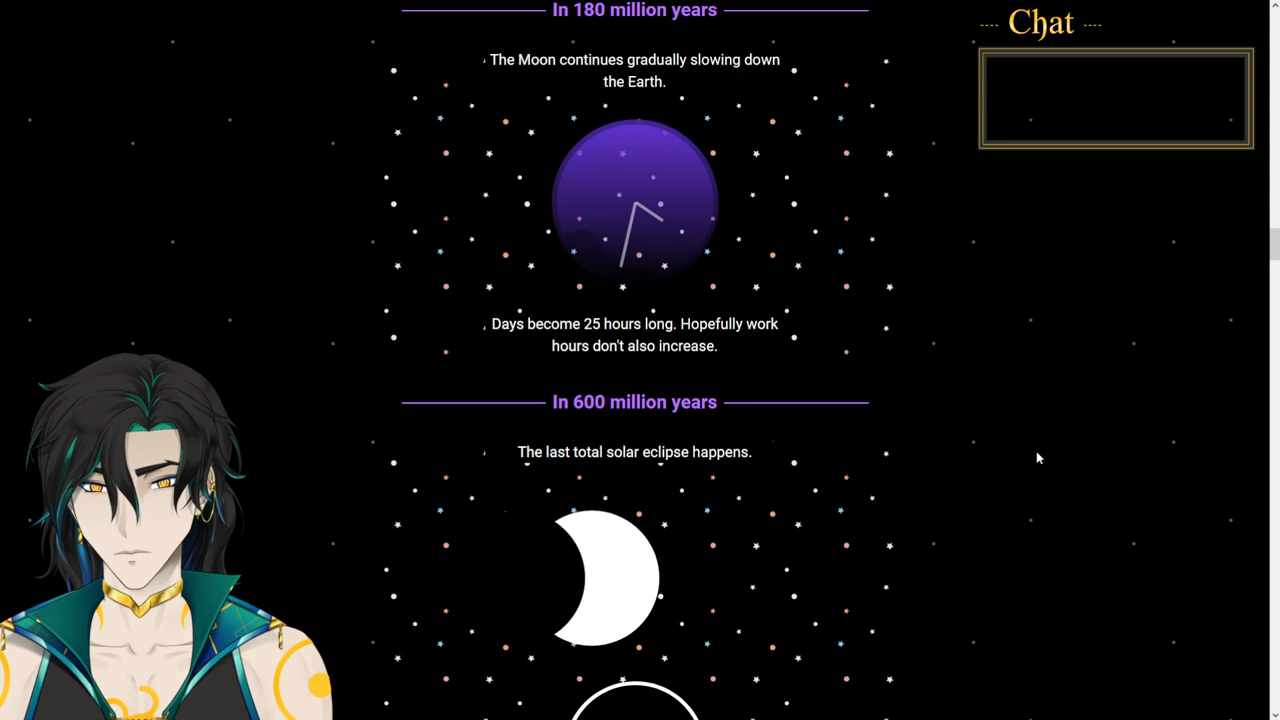 In 180 million years
---- Chat ----
The Moon continues gradually slowing down
the Earth.
Days become 25 hours long. Hopefully work
hours don't also increase.
In 600 million years
The last total solar eclipse happens.